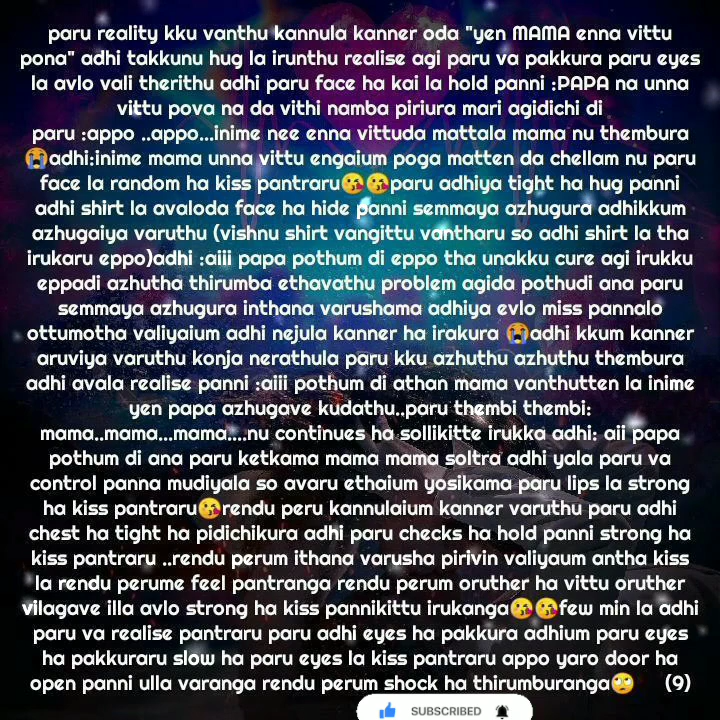 paru reality kku vanthu kannula kanner oda "yen MAMA enna vittu
pona" adhi takkunu hug la irunthu realise agi paru va pakkura paru eyes
la avlo vali therithu adhi paru face ha kai la hold panni :PAPA na unna
vittu pova na da vithi namba piriura mari agidichi di
paru :appo ..appo...inime nee enna vittuda mattala mama nu thembura
😭adhi:inime mama unna vittu engaium poga matten da chellam nu paru
face la random ha kiss pantraru😘😘paru adhiya tight ha hug panni
adhi shirt la avaloda face ha hide panni semmaya azhugura adhikkum
azhugaiya varuthu (vishnu shirt vangittu vantharu so adhi shirt la tha
irukaru eppo)adhi :aiii papa pothum di eppo tha unakku cure agi irukku
eppadi azhutha thirumba ethavathu problem agida pothudi ana paru
semmaya azhugura inthana varushama adhiya evlo miss pannalo
ottumotha valiyaium adhi nejula kanner ha irakura 😭adhi kkum kanner
aruviya varuthu konja nerathula paru kku azhuthu azhuthu thembura
adhi avala realise panni :aiii pothum di athan mama vanthutten la inime
yen papa azhugave kudathu..paru thembi thembi:
mama..mama...mama....nu continues ha sollikitte irukka adhi: aii papa
pothum di ana paru ketkama mama mama soltra adhi yala paru va
control panna mudiyala so avaru ethaium yosikama paru lips la strong
ha kiss pantraru😘rendu peru kannulaium kanner varuthu paru adhi
chest ha tight ha pidichikura adhi paru checks ha hold panni strong ha
kiss pantraru ..rendu perum ithana varusha pirivin valiyaum antha kiss
la rendu perume feel pantranga rendu perum oruther ha vittu oruther
vilagave illa avlo strong ha kiss pannikittu irukanga😘😘few min la adhi
paru va realise pantraru paru adhi eyes ha pakkura adhium paru eyes
ha pakkuraru slow ha paru eyes la kiss pantraru appo yaro door ha
open panni ulla varanga rendu perum shock ha thirumburanga🙄 (9)
SUBSCRIBED